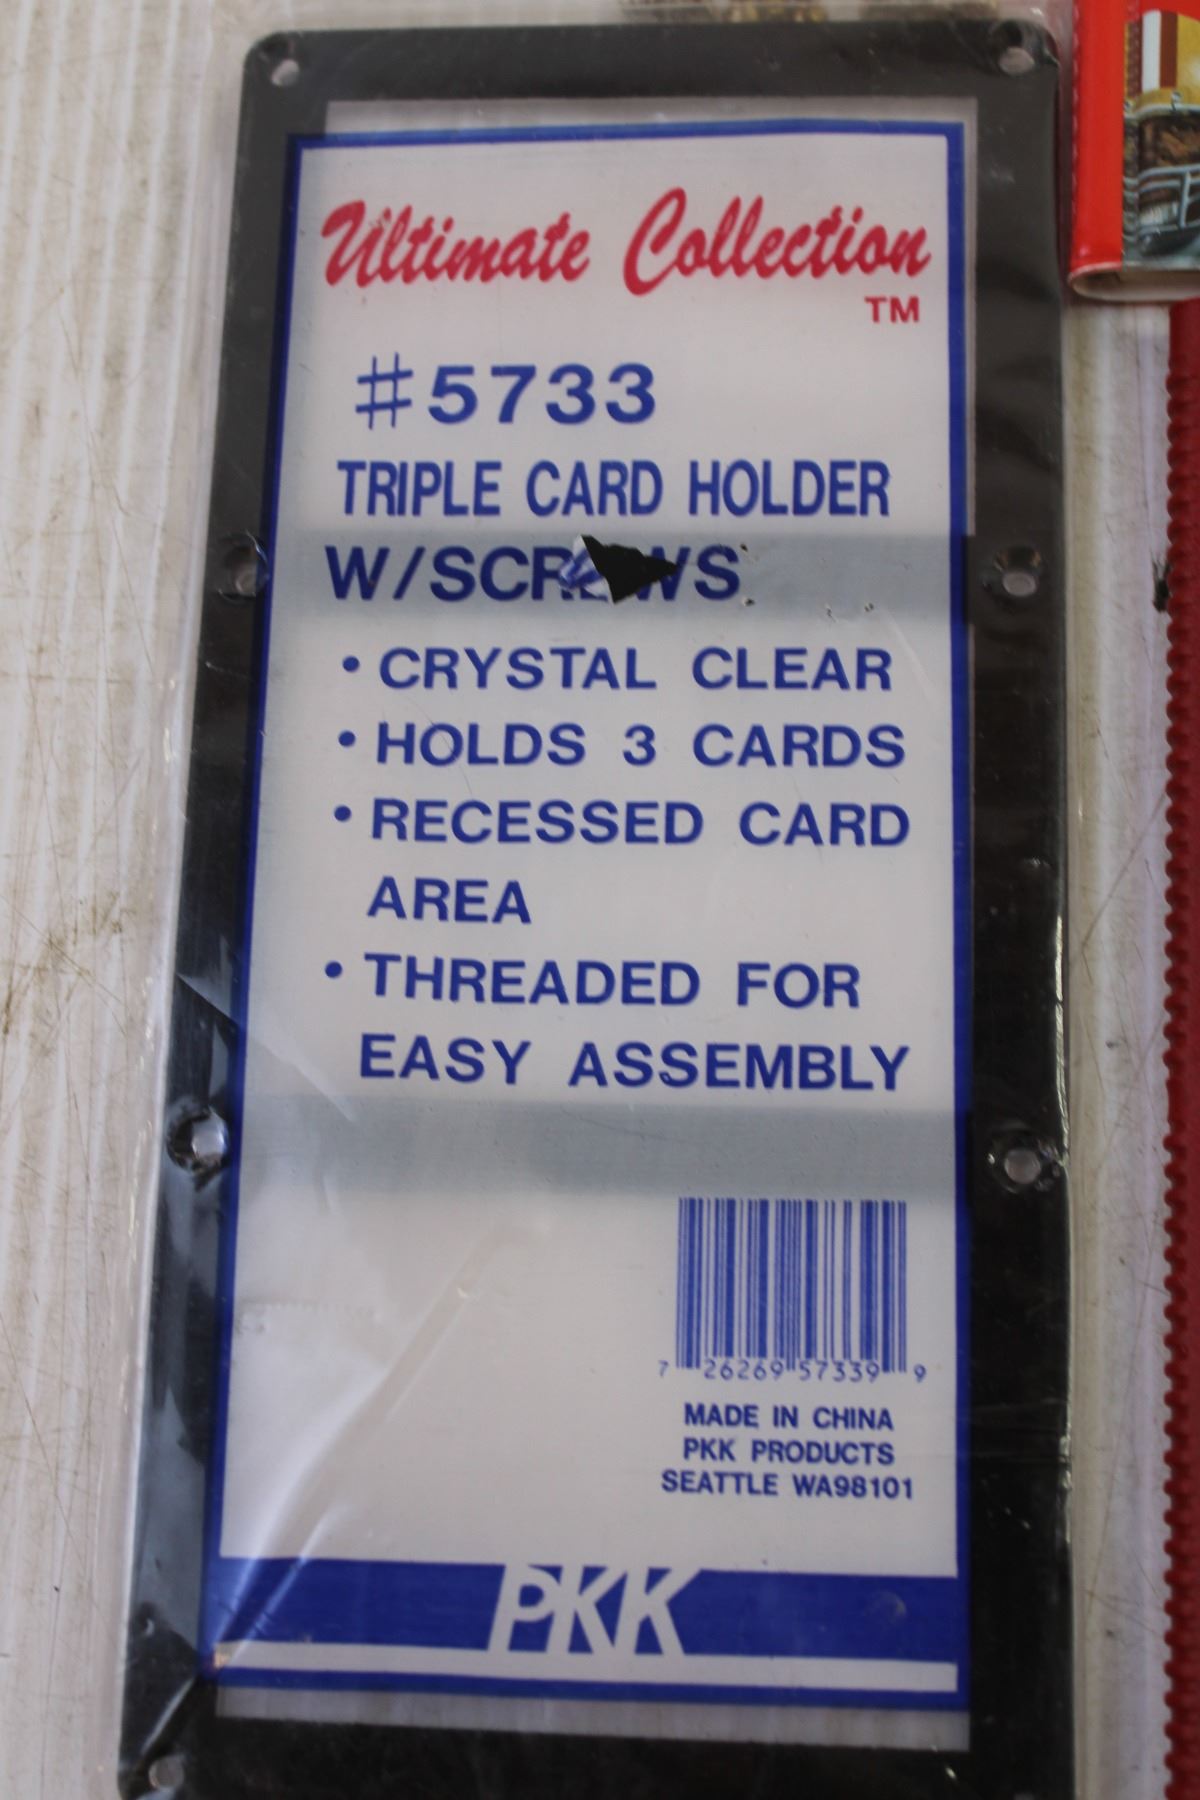 Ultimate Collection
TM
#5733
TRIPLE CARD HOLDER
W/SCREWS
• CRYSTAL CLEAR
• HOLDS 3 CARDS
• RECESSED CARD
AREA
• THREADED FOR
EASY ASSEMBLY
7 26269 57339 9
MADE IN CHINA
PKK PRODUCTS
SEATTLE WA98101
PKK